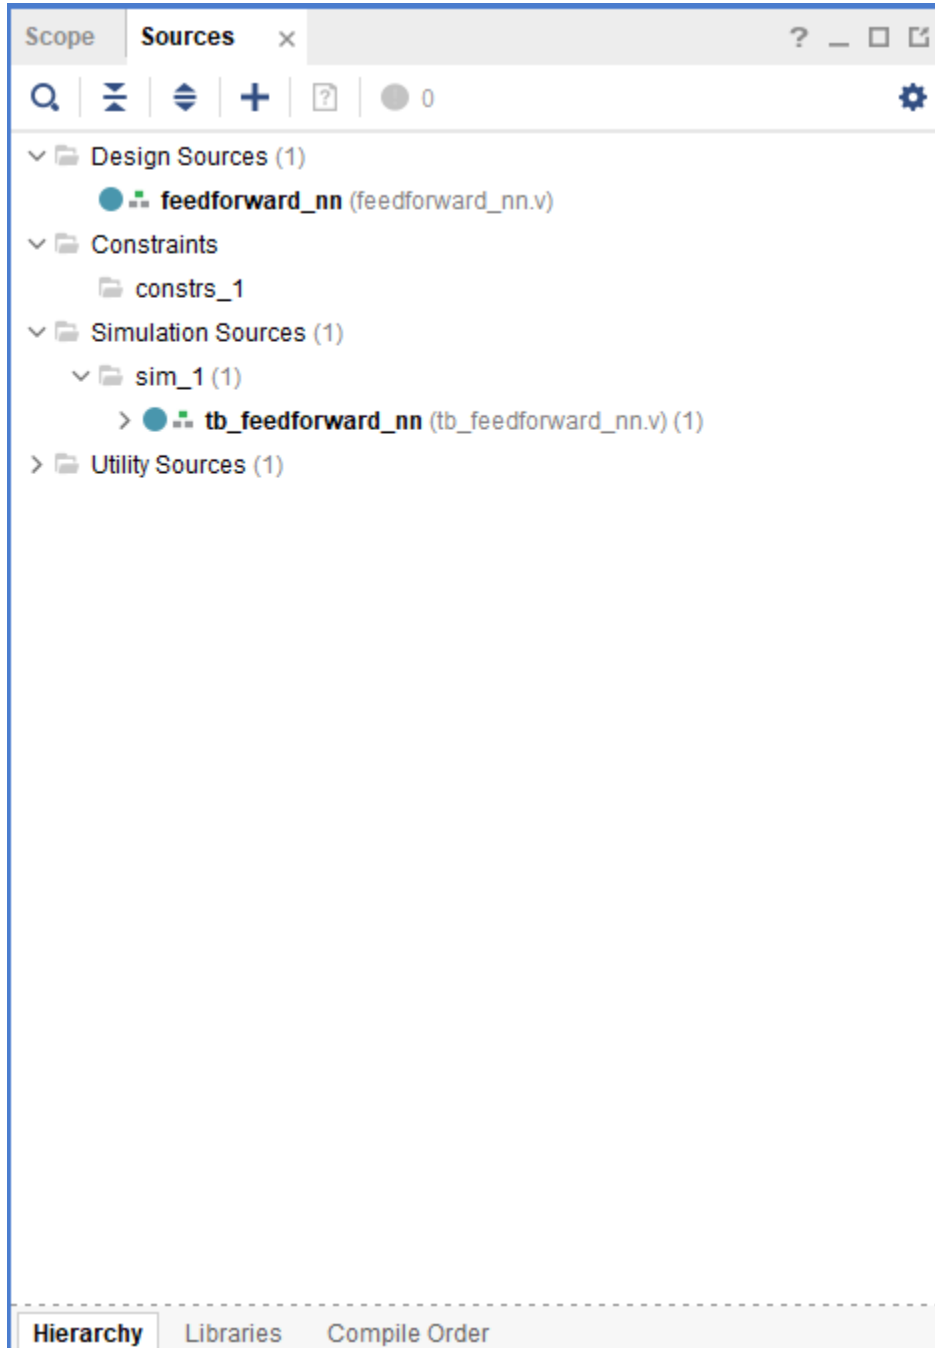 Scope Sources ? 
0
Design Sources (1)
feedforward_nn (feedforward_nn.v)
Constraints
constrs_1
Simulation Sources (1)
sim_1 (1)
tb_feedforward_nn (tb_feedforward_nn.v) (1)
Utility Sources (1)
Hierarchy Libraries Compile Order